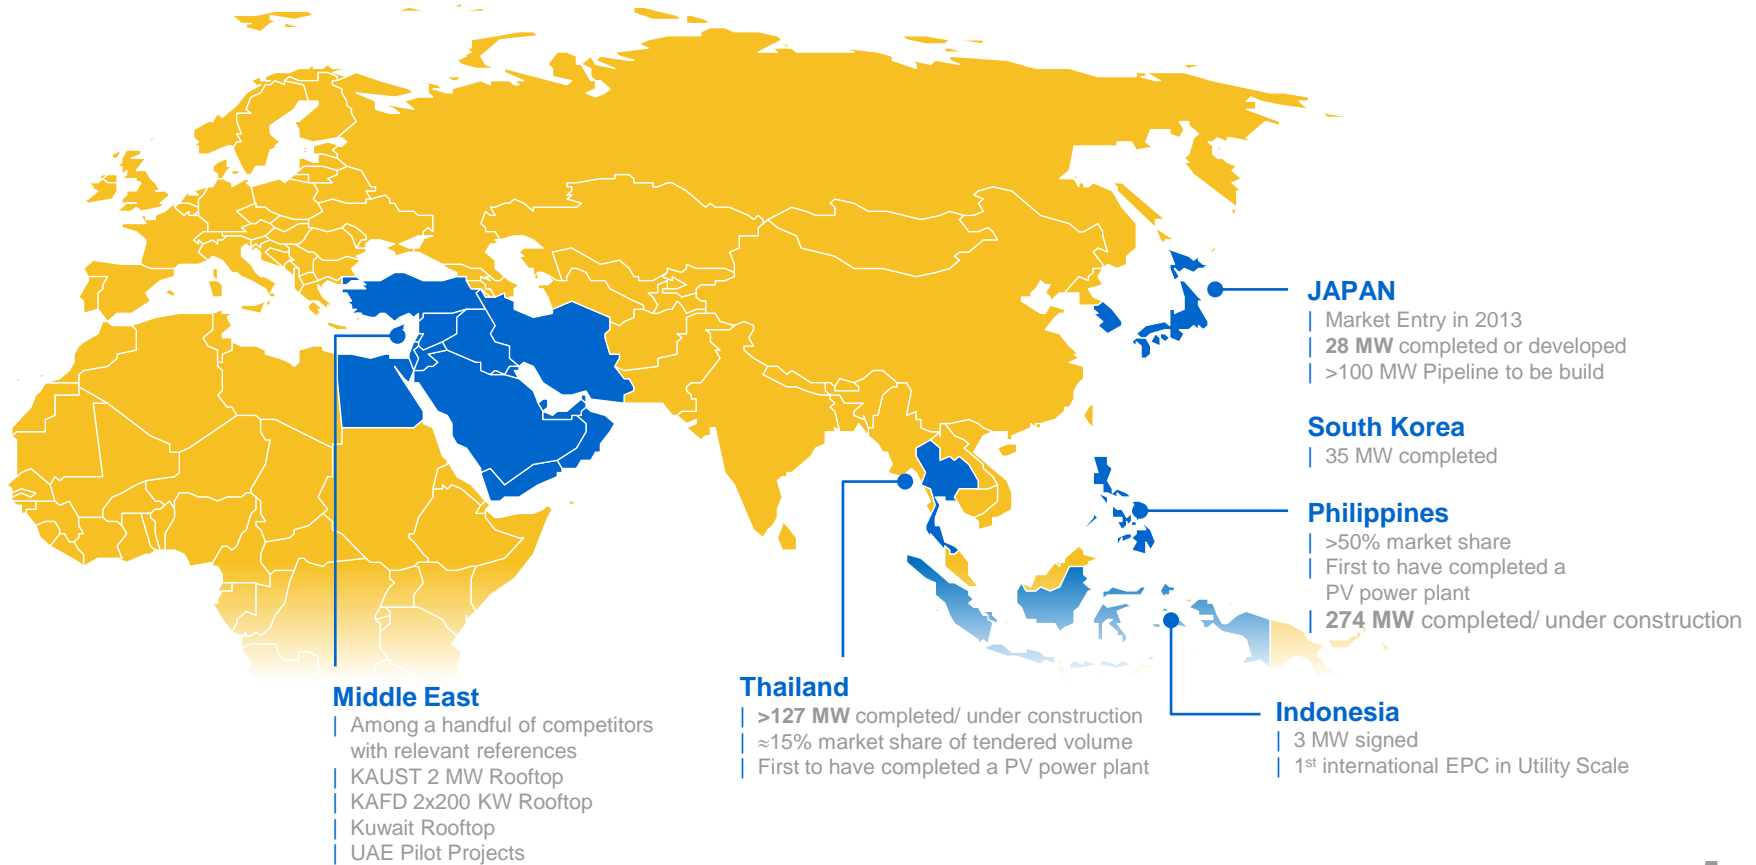 JAPAN
| Market Entry in 2013
| 28 MW completed or developed
| >100 MW Pipeline to be build
South Korea
| 35 MW completed
Philippines
| >50% market share
| First to have completed a
PV power plant
| 274 MW completed/ under construction
Middle East
| Among a handful of competitors
with relevant references
| KAUST 2 MW Rooftop
| KAFD 2x200 KW Rooftop
| Kuwait Rooftop
| UAE Pilot Projects
Thailand
| >127 MW completed/ under construction
| ≈15% market share of tendered volume
| First to have completed a PV power plant
Indonesia
| 3 MW signed
| 1st international EPC in Utility Scale